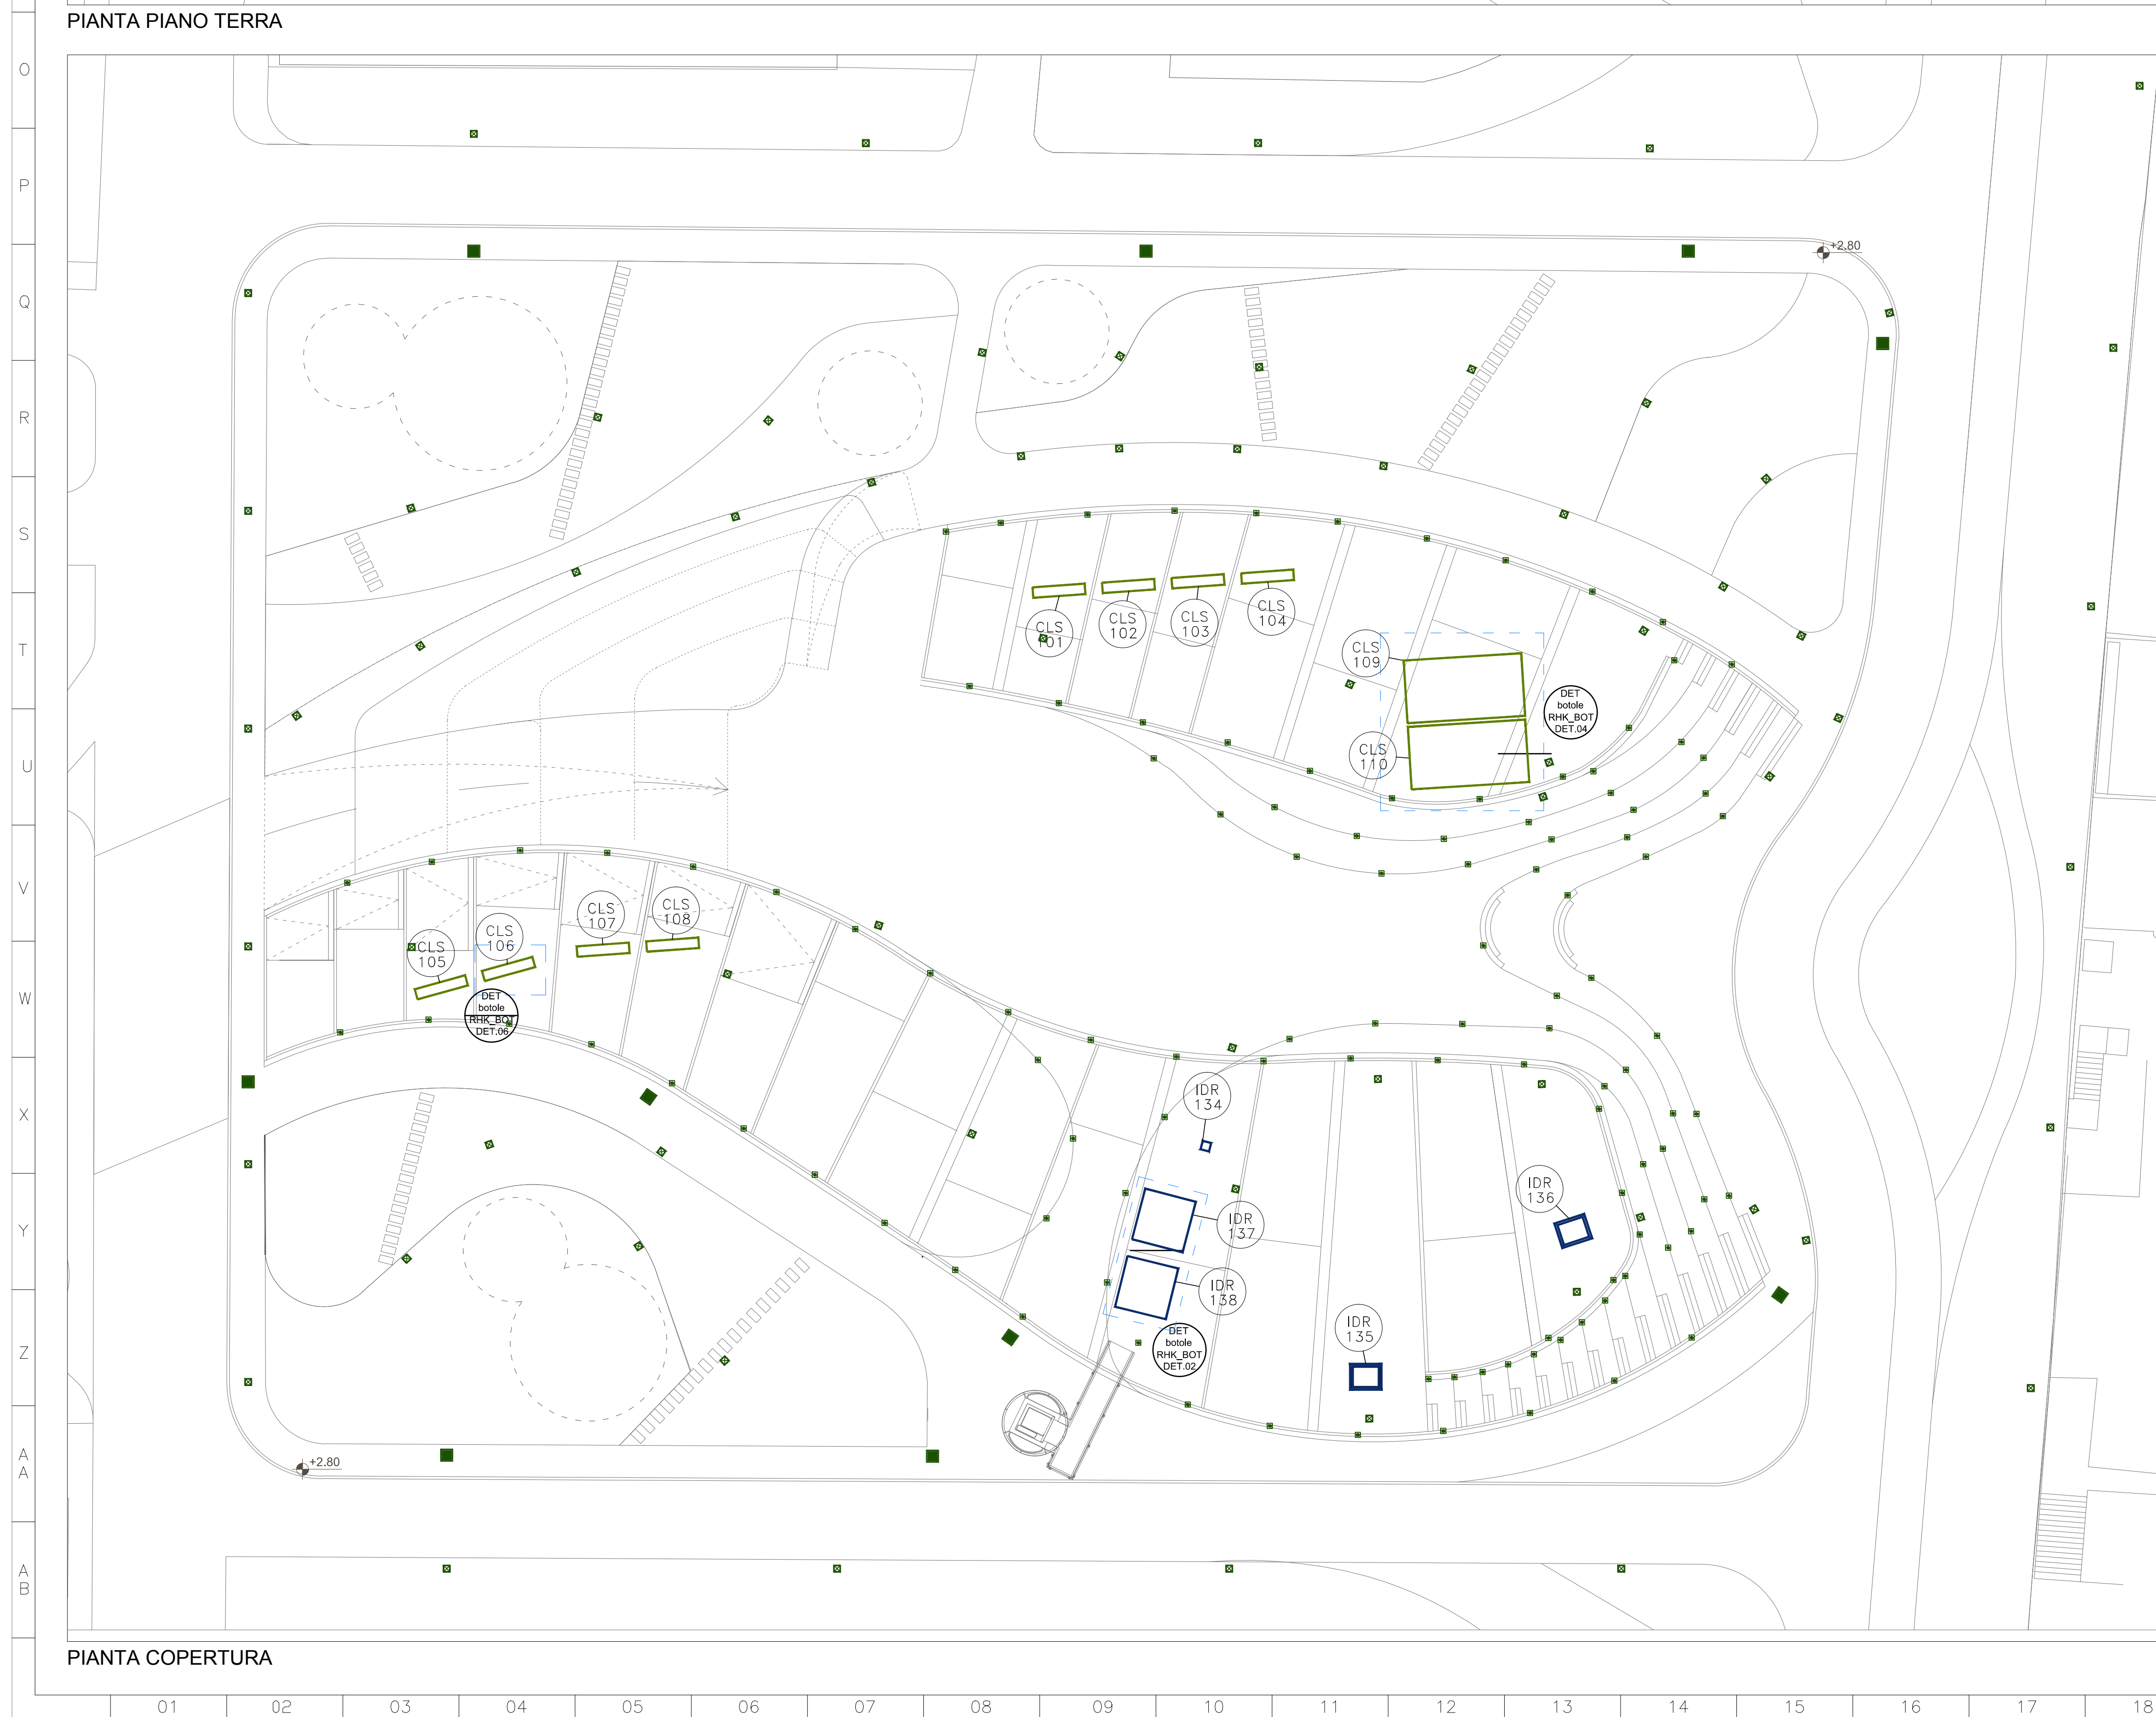 PIANTA PIANO TERRA
O
P
+2.80
Q
R
S
CLS
101
CLS
102
CLS
103
CLS
104
T
CLS
109
DET
botole
RHK_BOT
DET.04
CLS
110
U
V
CLS
105
CLS
106
CLS
107
CLS
108
W
DET
botole
RHK_BOT
DET.06
X
IDR
134
IDR
136
IDR
137
Y
IDR
138
IDR
135
DET
botole
RHK_BOT
DET.02
Z
A
A
+2.80
A
B
PIANTA COPERTURA
01 02 03 04 05 06 07 08 09 10 11 12 13 14 15 16 17 18